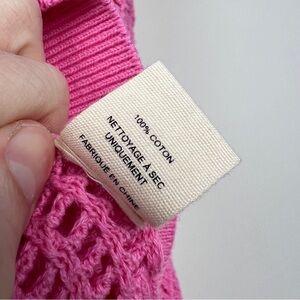 100% COTON
NETTOYAGE À SEC
UNIQUEMENT
FABRIQUÉ EN CHINE